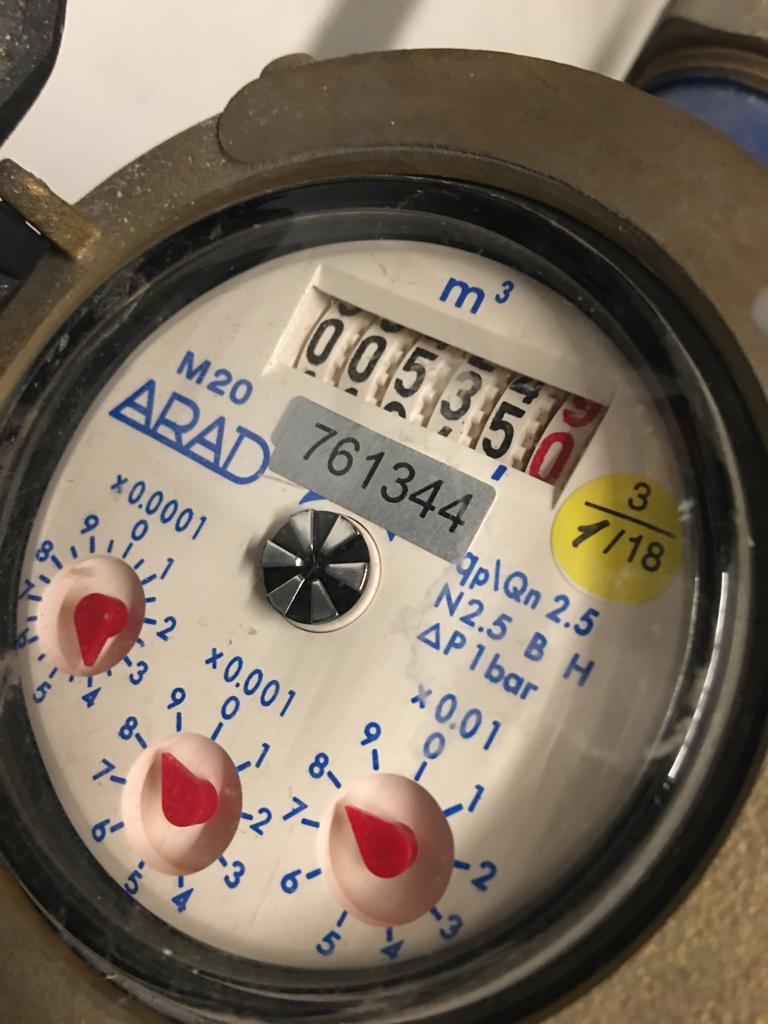 m³
005350
M20
ARAD
761344
3
1/18
qp\Qn 2.5
N2.5 B H
ΔP1bar
x0.0001
0 1 2 3 4 5 6 7 8 9
x0.001
0 1 2 3 4 5 6 7 8 9
x0.01
0 1 2 3 4 5 6 7 8 9